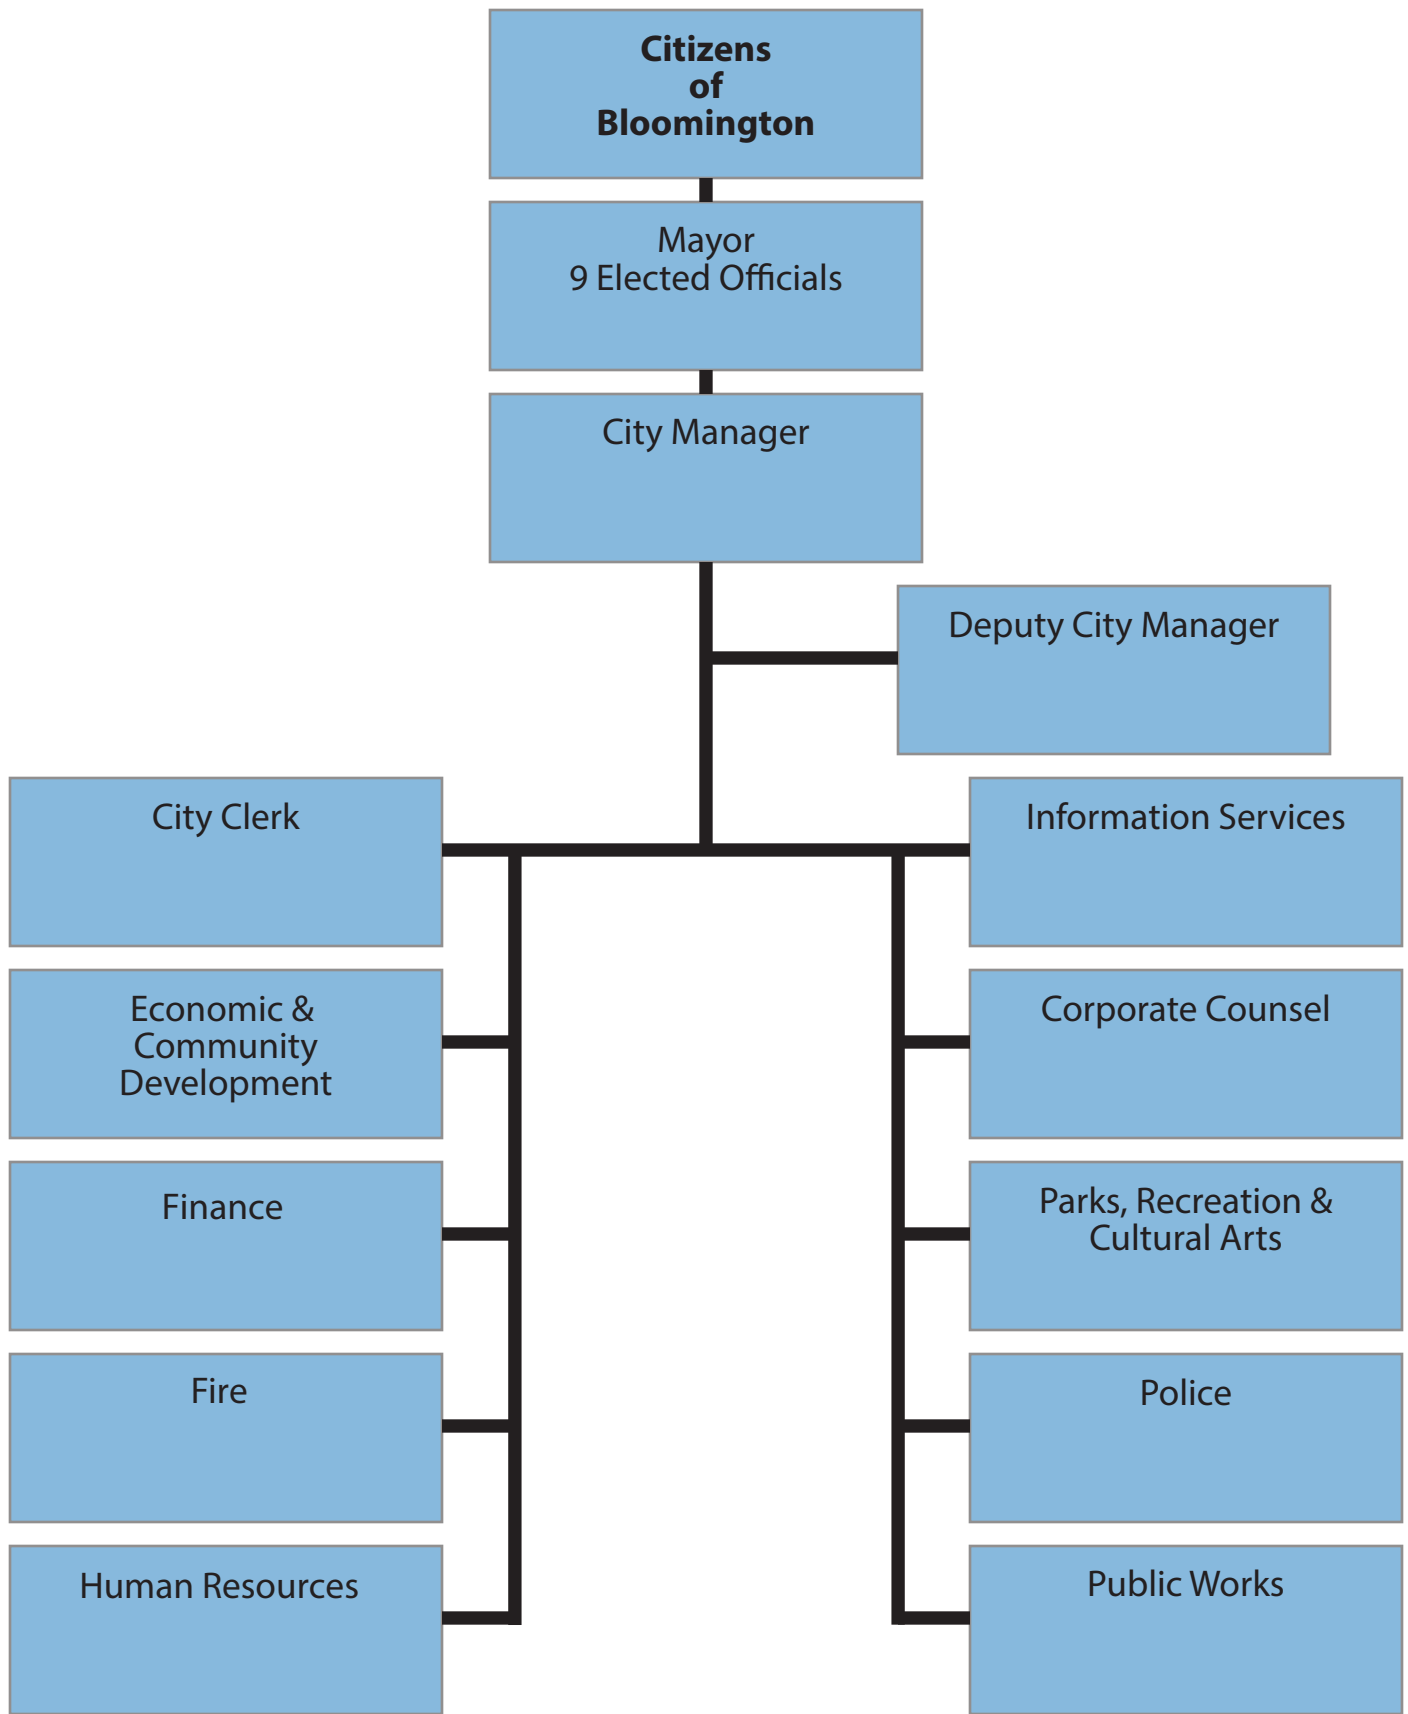 Citizens
of
Bloomington
Mayor
9 Elected Officials
City Manager
Deputy City Manager
City Clerk
Information Services
Economic &
Community
Development
Corporate Counsel
Finance
Parks, Recreation &
Cultural Arts
Fire
Police
Human Resources
Public Works